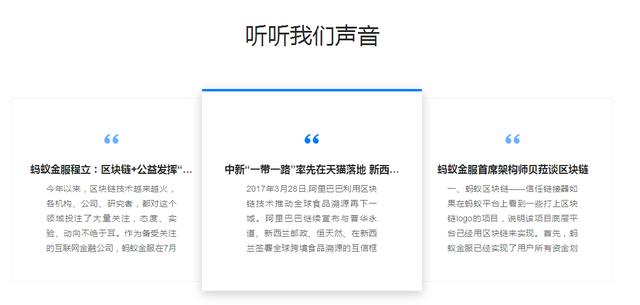 听听我们声音
蚂蚁金服程立：区块链+公益发挥“...
今年以来，区块链技术越来越火，
各机构、公司、研究者，都对这个
领域投注了大量关注，态度、实
验、动向不绝于耳。作为备受关注
的互联网金融公司，蚂蚁金服在7月
中新“一带一路”率先在天猫落地 新西...
2017年3月28日,阿里巴巴利用区块
链技术推动全球食品溯源再下一
城。阿里巴巴继续宣布与普华永
道、新西兰邮政、恒天然、在新西
兰签署全球跨境食品溯源的互信框
蚂蚁金服首席架构师贝菈谈区块链
一、蚂蚁区块链——信任链接器如
果在蚂蚁平台上看到一些打上区块
链logo的项目，说明该项目底层平
台已经用区块链来实现。首先，蚂
蚁金服已经实现了用户所有资金划